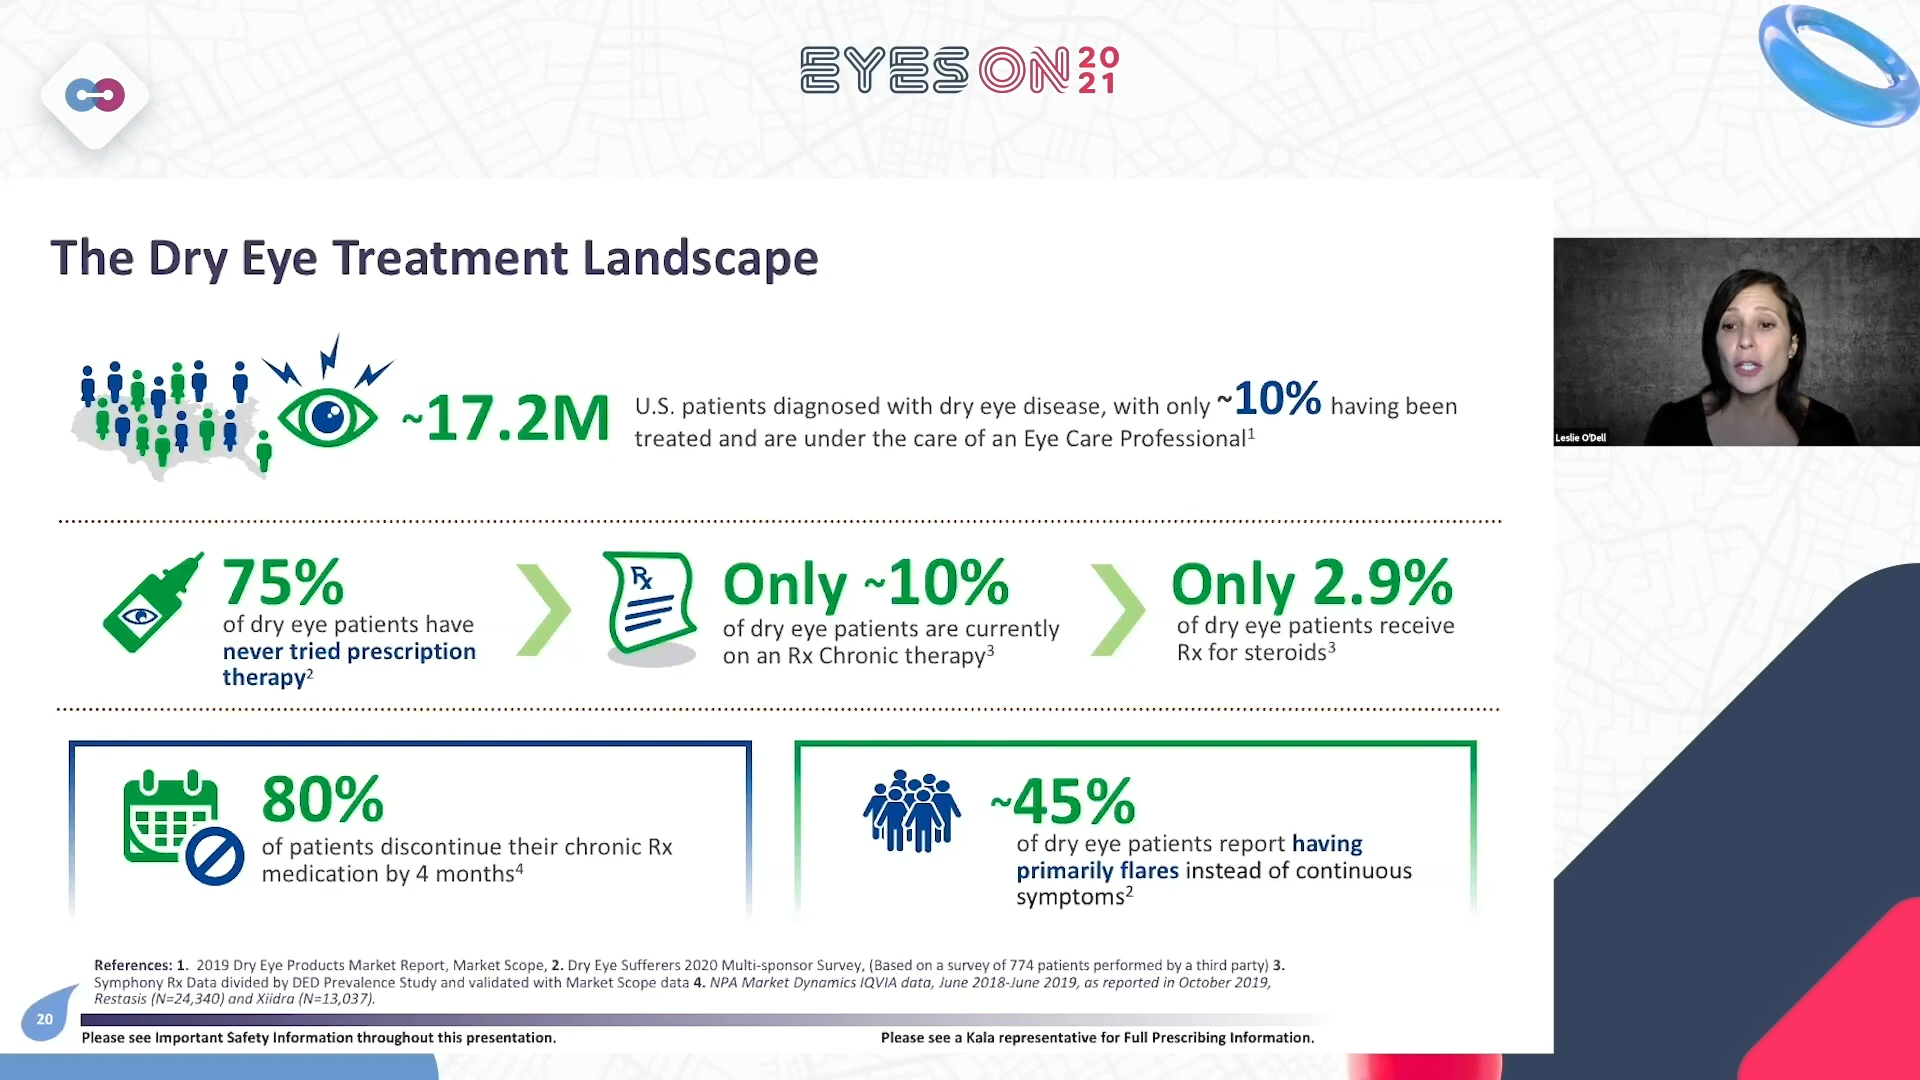 EYES ON 20
21
The Dry Eye Treatment Landscape
~17.2M
U.S. patients diagnosed with dry eye disease, with only ~10% having been
treated and are under the care of an Eye Care Professional1
Leslie O'Dell
75%
of dry eye patients have
never tried prescription
therapy2
Rx
Only ~10%
of dry eye patients are currently
on an Rx Chronic therapy3
Only 2.9%
of dry eye patients receive
Rx for steroids3
80%
of patients discontinue their chronic Rx
medication by 4 months4
~45%
of dry eye patients report having
primarily flares instead of continuous
symptoms2
References: 1. 2019 Dry Eye Products Market Report, Market Scope, 2. Dry Eye Sufferers 2020 Multi-sponsor Survey, (Based on a survey of 774 patients performed by a third party) 3.
Symphony Rx Data divided by DED Prevalence Study and validated with Market Scope data 4. NPA Market Dynamics IQVIA data, June 2018-June 2019, as reported in October 2019,
Restasis (N=24,340) and Xiidra (N=13,037).
20
Please see Important Safety Information throughout this presentation.
Please see a Kala representative for Full Prescribing Information.